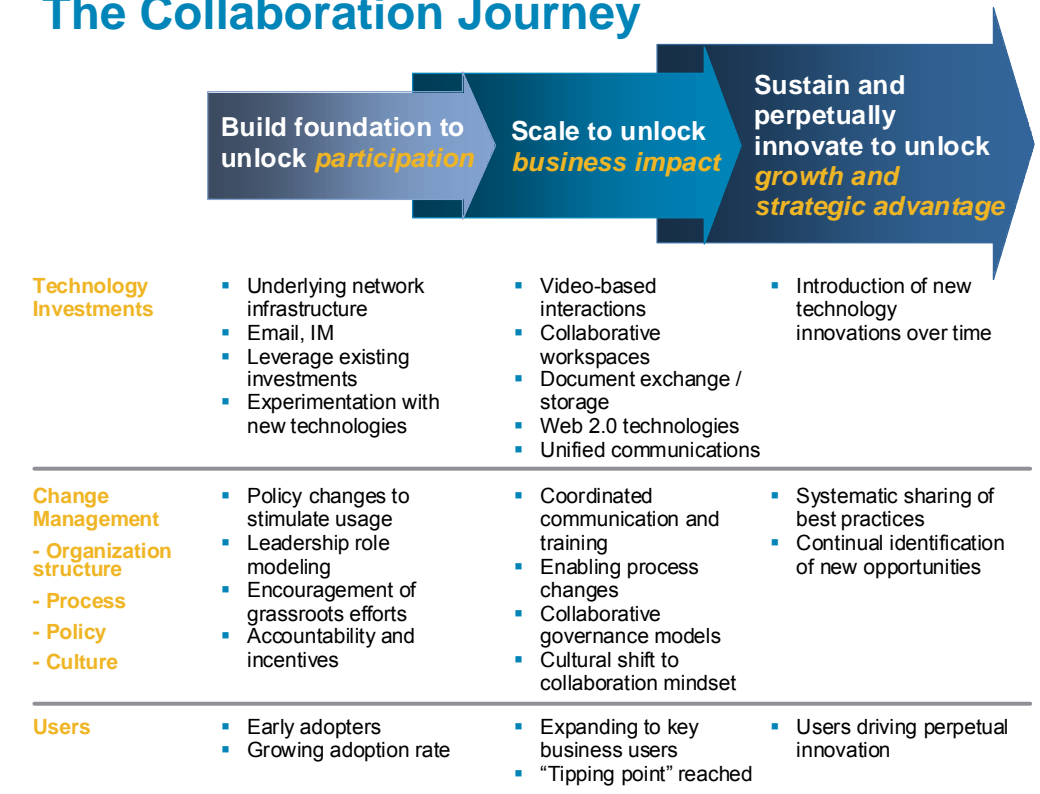 The Collaboration Journey
Build foundation to
unlock participation
Scale to unlock
business impact
Sustain and
perpetually
innovate to unlock
growth and
strategic advantage
Technology
Investments
▪ Underlying network
infrastructure
▪ Email, IM
▪ Leverage existing
investments
▪ Experimentation with
new technologies
▪ Video-based
interactions
▪ Collaborative
workspaces
▪ Document exchange /
storage
▪ Web 2.0 technologies
▪ Unified communications
▪ Introduction of new
technology
innovations over time
Change
Management
- Organization
structure
- Process
- Policy
- Culture
▪ Policy changes to
stimulate usage
▪ Leadership role
modeling
▪ Encouragement of
grassroots efforts
▪ Accountability and
incentives
▪ Coordinated
communication and
training
▪ Enabling process
changes
▪ Collaborative
governance models
▪ Cultural shift to
collaboration mindset
▪ Systematic sharing of
best practices
▪ Continual identification
of new opportunities
Users
▪ Early adopters
▪ Growing adoption rate
▪ Expanding to key
business users
▪ “Tipping point” reached
▪ Users driving perpetual
innovation